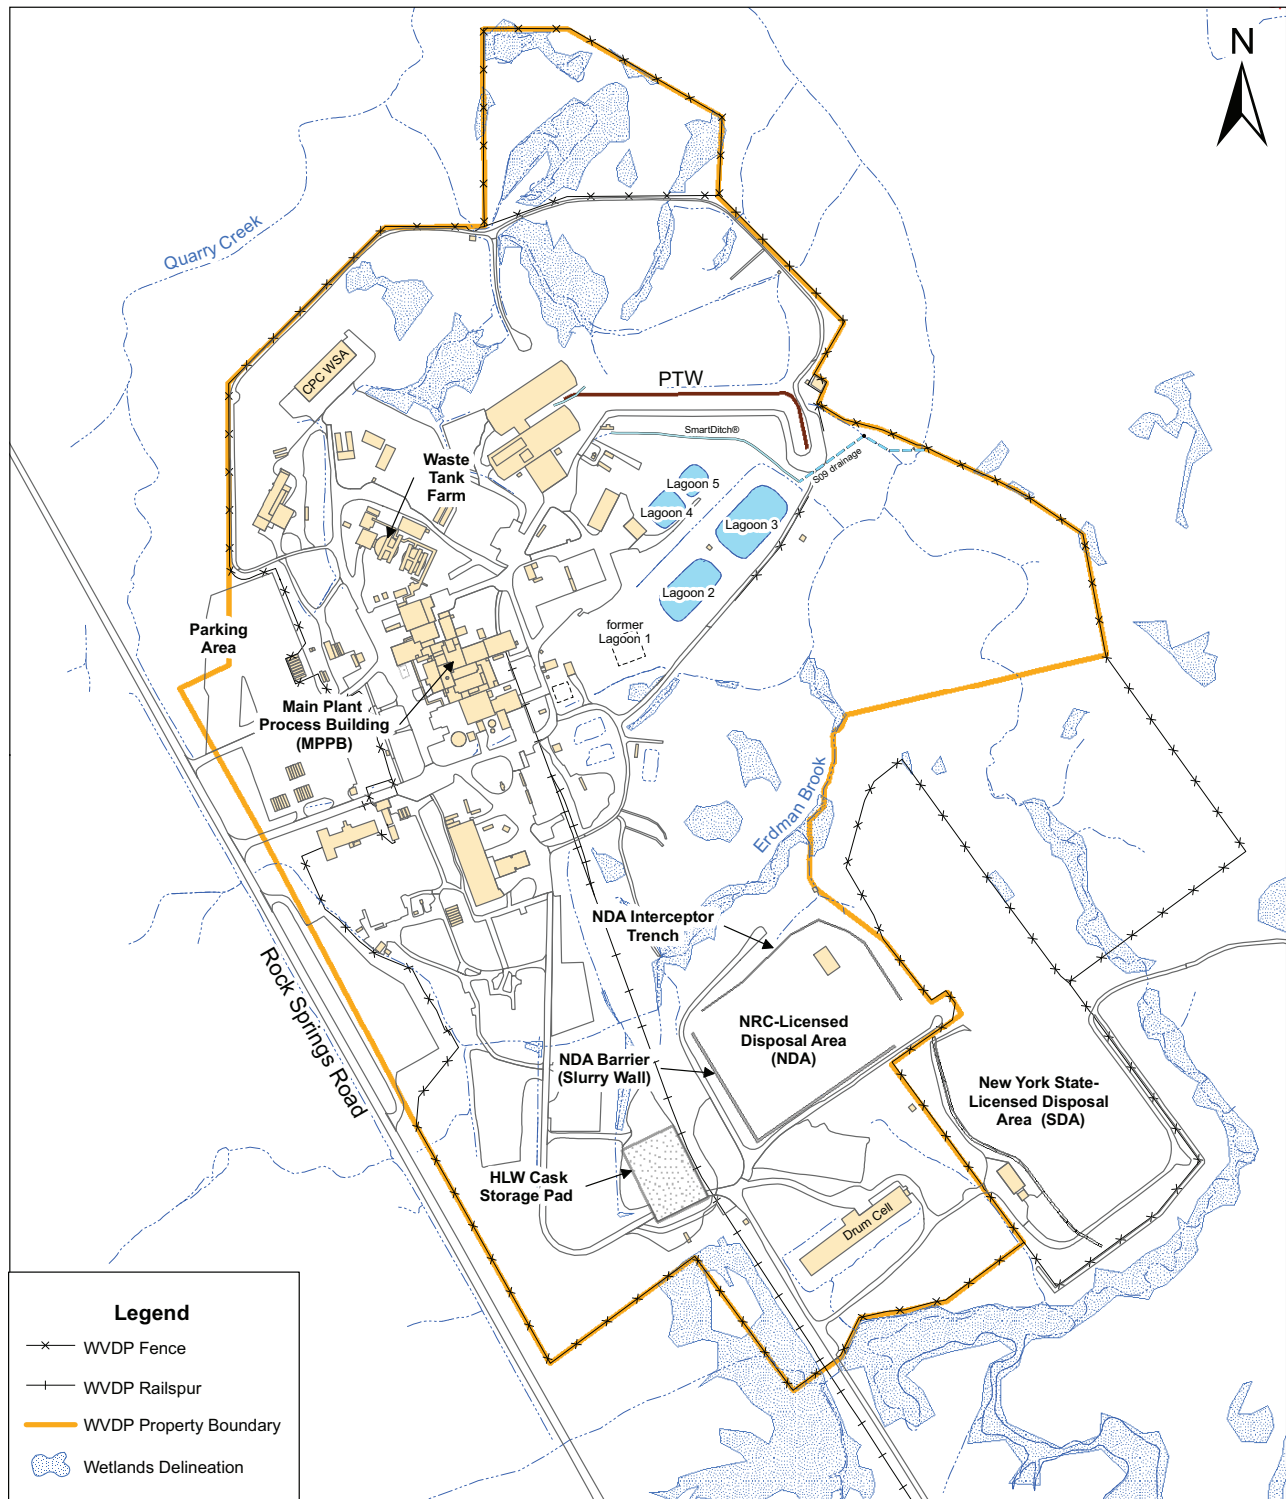 N
Quarry Creek
CPC WSA
PTW
SmartDitch®
S09 drainage
Waste
Tank
Farm
Lagoon 5
Lagoon 4
Lagoon 3
Lagoon 2
former
Lagoon 1
Parking
Area
Main Plant
Process Building
(MPPB)
Erdman Brook
NDA Interceptor
Trench
Rock Springs Road
NRC-Licensed
Disposal Area
(NDA)
NDA Barrier
(Slurry Wall)
New York State-
Licensed Disposal
Area (SDA)
HLW Cask
Storage Pad
Drum Cell
Legend
WVDP Fence
WVDP Railspur
WVDP Property Boundary
Wetlands Delineation